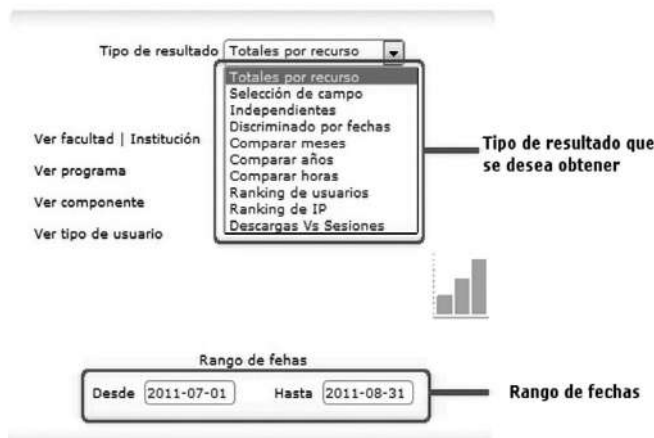 Tipo de resultado Totales por recurso
Totales por recurso
Selección de campo
Independientes
Discriminado por fechas
Comparar meses
Comparar años
Comparar horas
Ranking de usuarios
Ranking de IP
Descargas Vs Sesiones
Ver facultad | Institución
Ver programa
Ver componente
Ver tipo de usuario
Tipo de resultado que
se desea obtener
Rango de fehas
Desde 2011-07-01 Hasta 2011-08-31
Rango de fechas